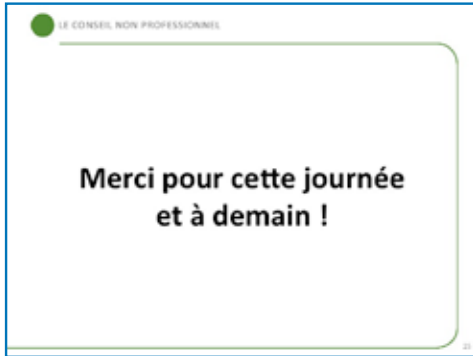 LE CONSEIL NON PROFESSIONNEL
Merci pour cette journée
et à demain !